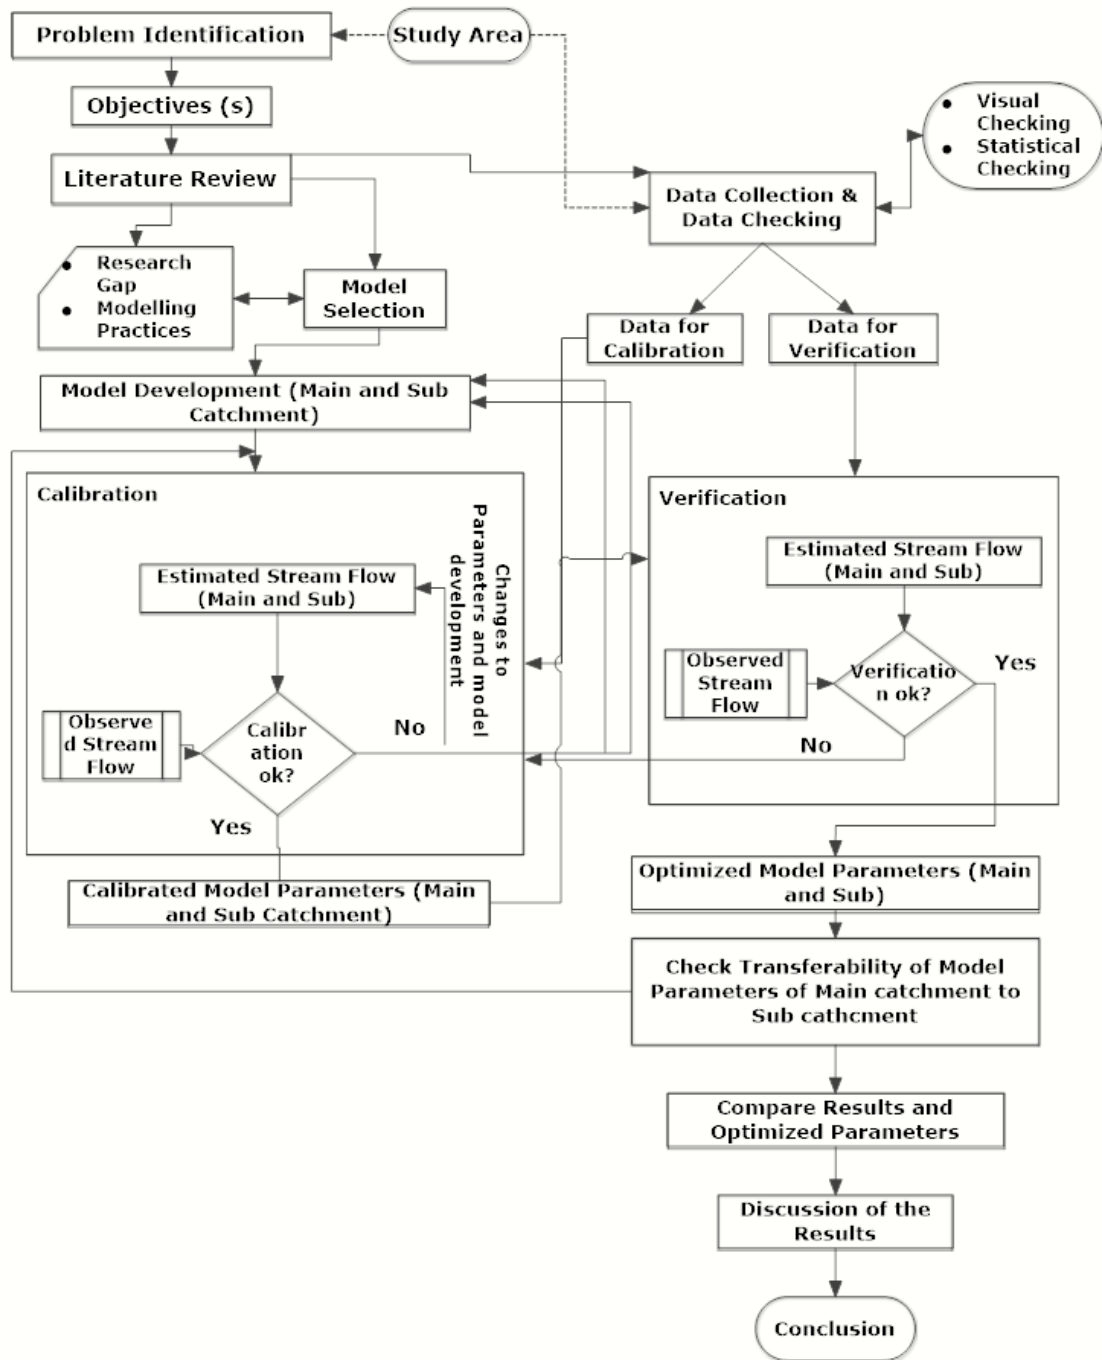 Problem Identification
Study Area
Objectives (s)
• Visual
Checking
• Statistical
Checking
Literature Review
Data Collection &
Data Checking
• Research
Gap
• Modelling
Practices
Model
Selection
Data for
Calibration
Data for
Verification
Model Development (Main and Sub
Catchment)
Calibration
Changes to
Parameters and model
development
Estimated Stream Flow
(Main and Sub)
Observe
d Stream
Flow
Calibr
ation
ok?
No
Yes
Calibrated Model Parameters (Main
and Sub Catchment)
Verification
Estimated Stream Flow
(Main and Sub)
Observed
Stream
Flow
Verificatio
n ok?
Yes
No
Optimized Model Parameters (Main
and Sub)
Check Transferability of Model
Parameters of Main catchment to
Sub cathcment
Compare Results and
Optimized Parameters
Discussion of the
Results
Conclusion